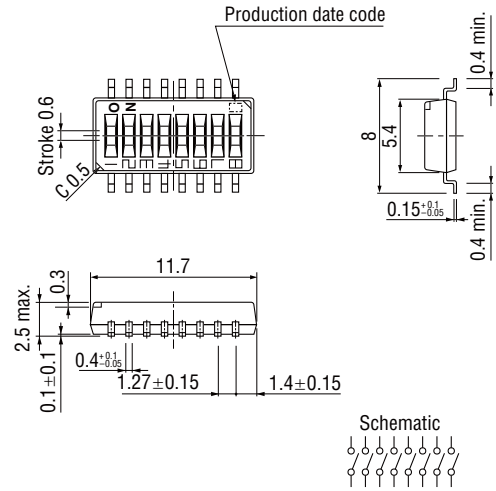 Production date code
0.4 min.
ON
Stroke 0.6
C0.5
8
5.4
0.15+0.1-0.05
0.4 min.
11.7
0.3
2.5 max.
0.1±0.1
0.4+0.1-0.05
1.27±0.15
1.4±0.15
Schematic